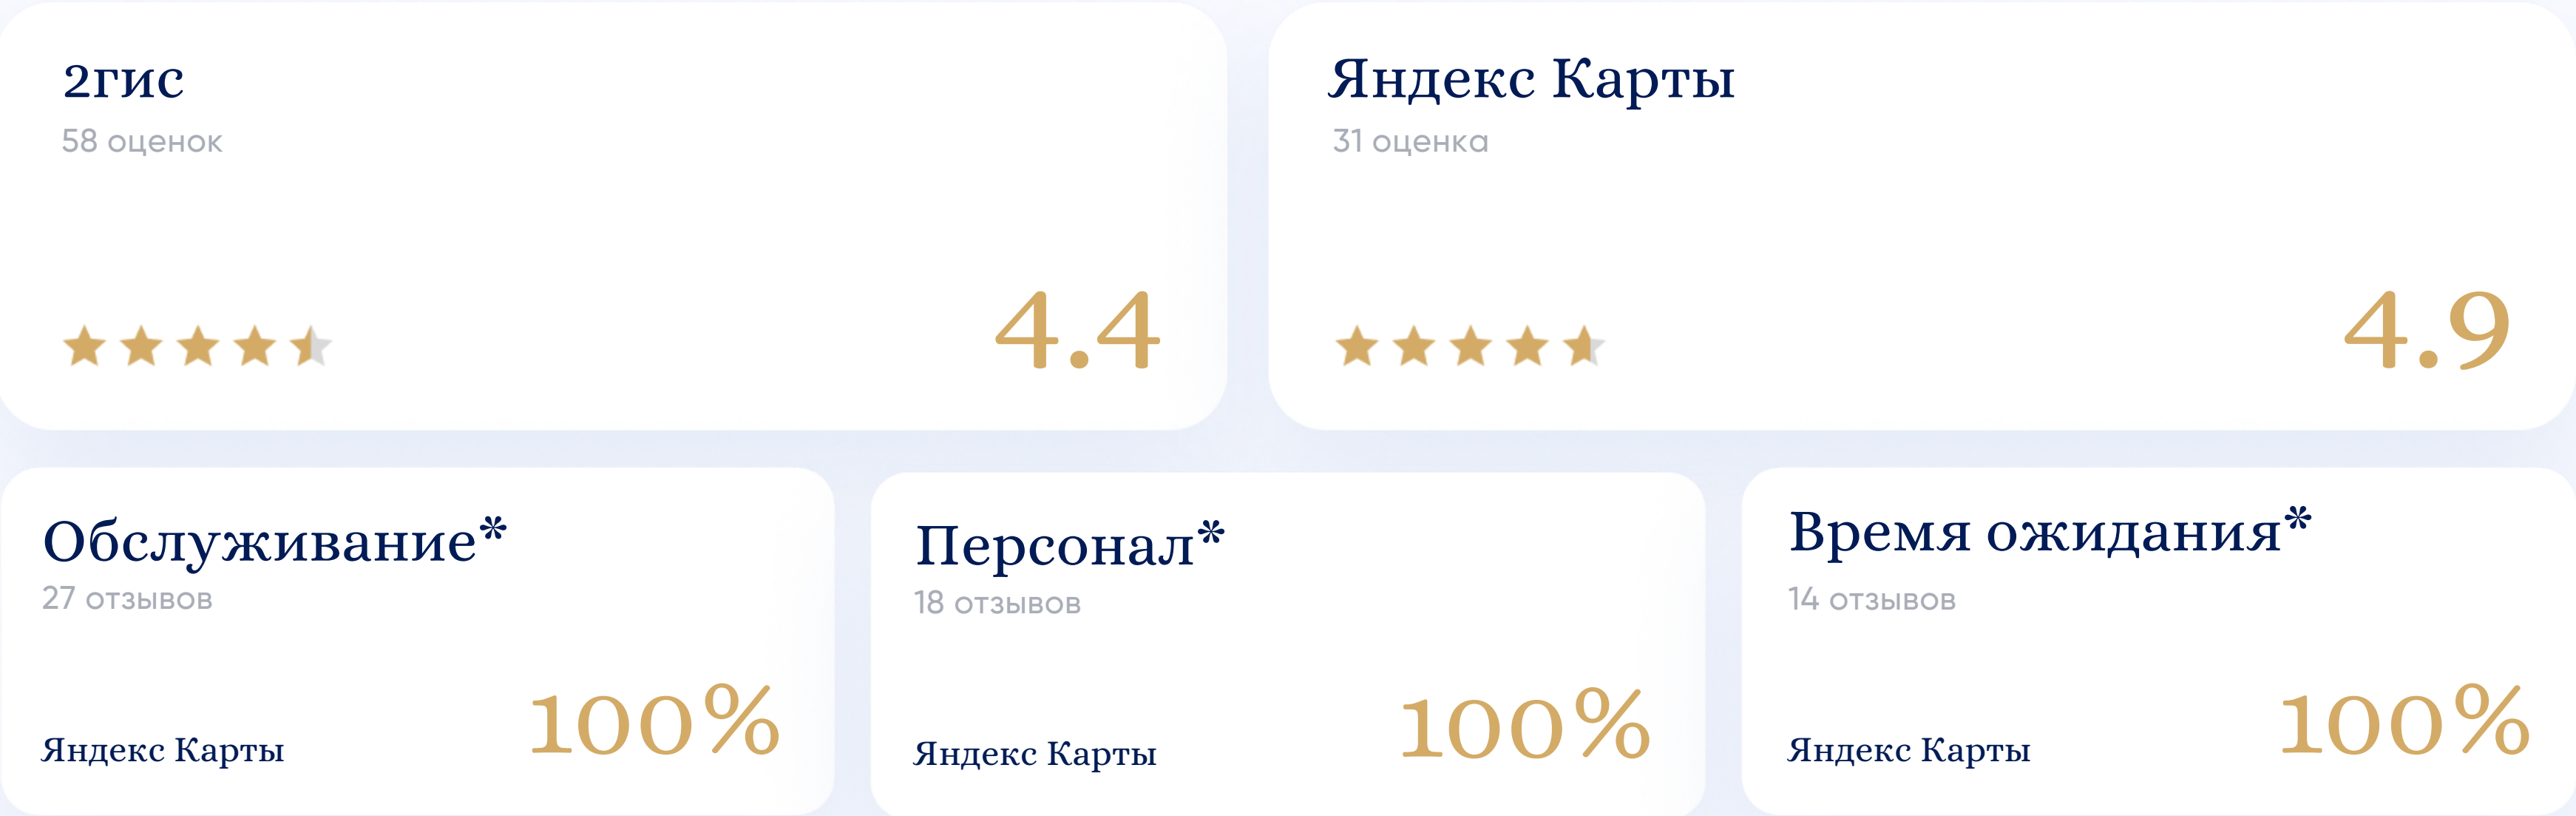 2гис
58 оценок
4.4
Яндекс Карты
31 оценка
4.9
Обслуживание*
27 отзывов
Яндекс Карты
100%
Персонал*
18 отзывов
Яндекс Карты
100%
Время ожидания*
14 отзывов
Яндекс Карты
100%